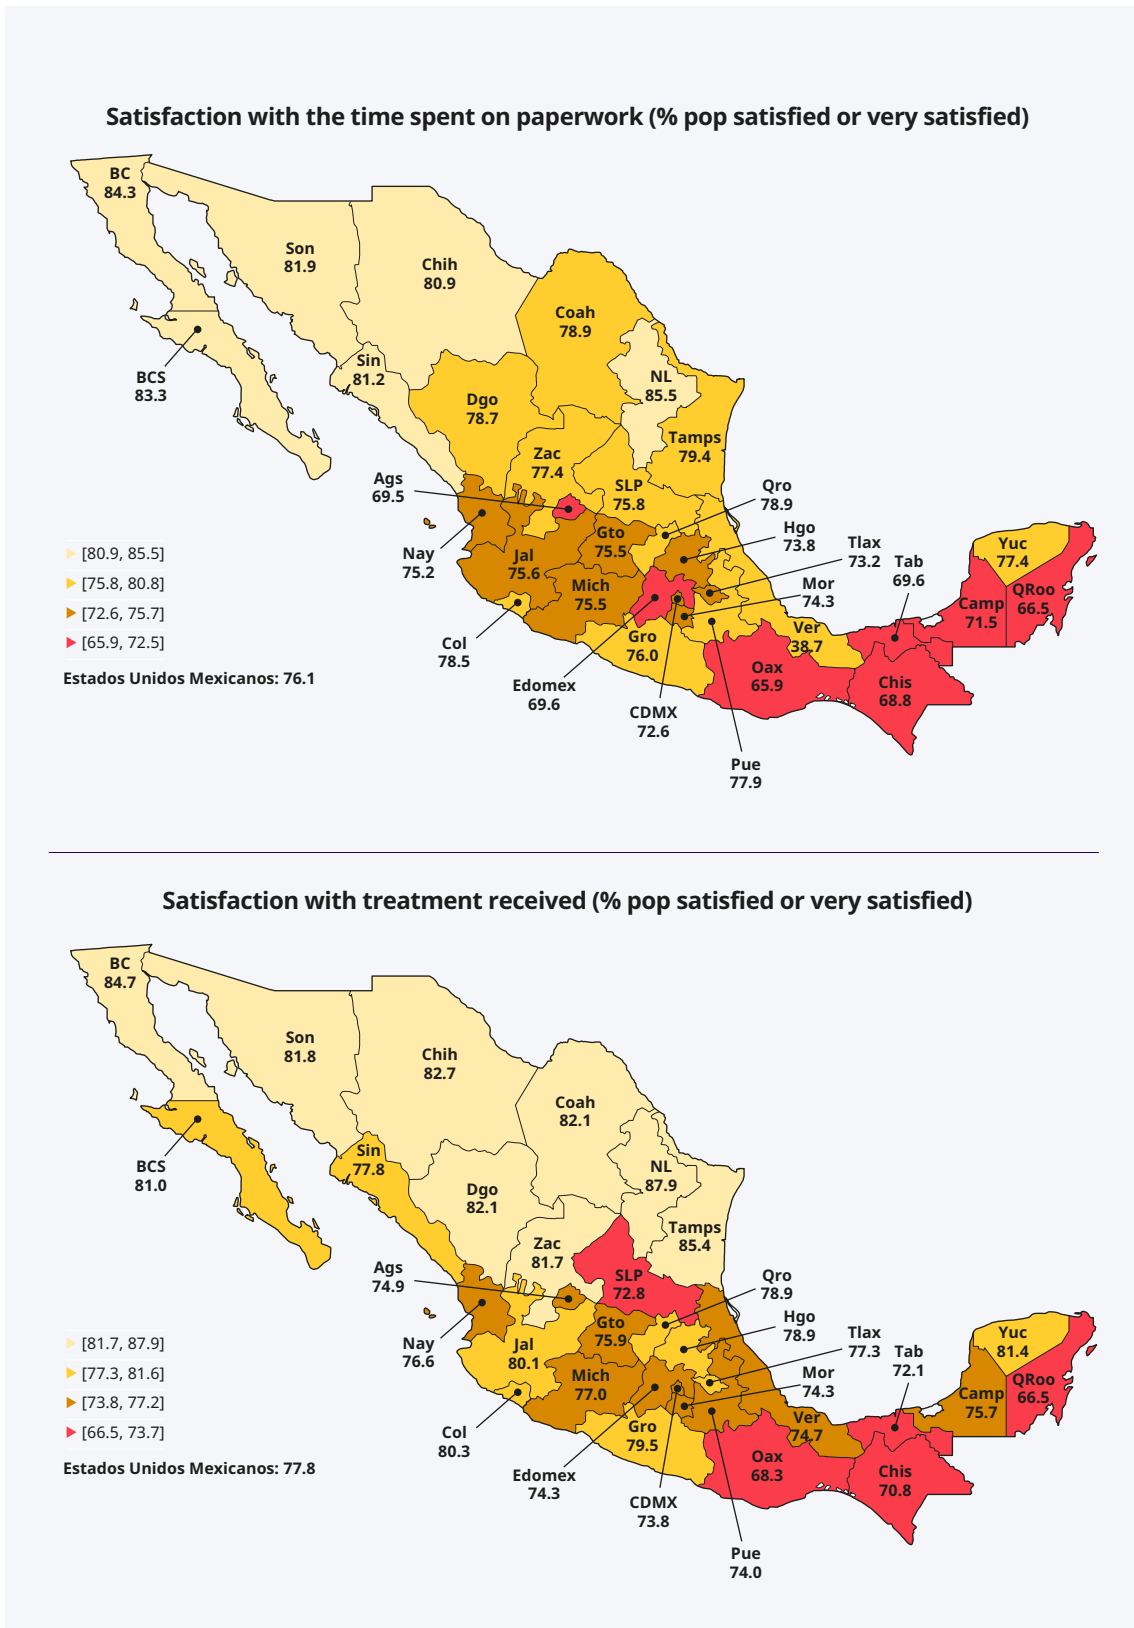 Satisfaction with the time spent on paperwork (% pop satisfied or very satisfied)
BC
84.3
Son
81.9
Chih
80.9
Coah
78.9
BCS
83.3
Sin
81.2
NL
85.5
Dgo
78.7
Tamps
79.4
Zac
77.4
Ags
69.5
SLP
75.8
Qro
78.9
Hgo
73.8
Tlax
73.2
Tab
69.6
Yuc
77.4
Nay
75.2
Jal
75.6
Gto
75.5
Mich
75.5
Mor
74.3
Camp
71.5
QRoo
66.5
Col
78.5
Gro
76.0
Ver
38.7
Oax
65.9
Chis
68.8
Edomex
69.6
CDMX
72.6
Pue
77.9
[80.9, 85.5]
[75.8, 80.8]
[72.6, 75.7]
[65.9, 72.5]
Estados Unidos Mexicanos: 76.1
Satisfaction with treatment received (% pop satisfied or very satisfied)
BC
84.7
Son
81.8
Chih
82.7
Coah
82.1
BCS
81.0
Sin
77.8
NL
87.9
Dgo
82.1
Tamps
85.4
Zac
81.7
Ags
74.9
SLP
72.8
Qro
78.9
Hgo
78.9
Tlax
77.3
Tab
72.1
Yuc
81.4
Nay
76.6
Jal
80.1
Gto
75.9
Mich
77.0
Mor
74.3
Camp
75.7
QRoo
66.5
Col
80.3
Gro
79.5
Ver
74.7
Oax
68.3
Chis
70.8
Edomex
74.3
CDMX
73.8
Pue
74.0
[81.7, 87.9]
[77.3, 81.6]
[73.8, 77.2]
[66.5, 73.7]
Estados Unidos Mexicanos: 77.8